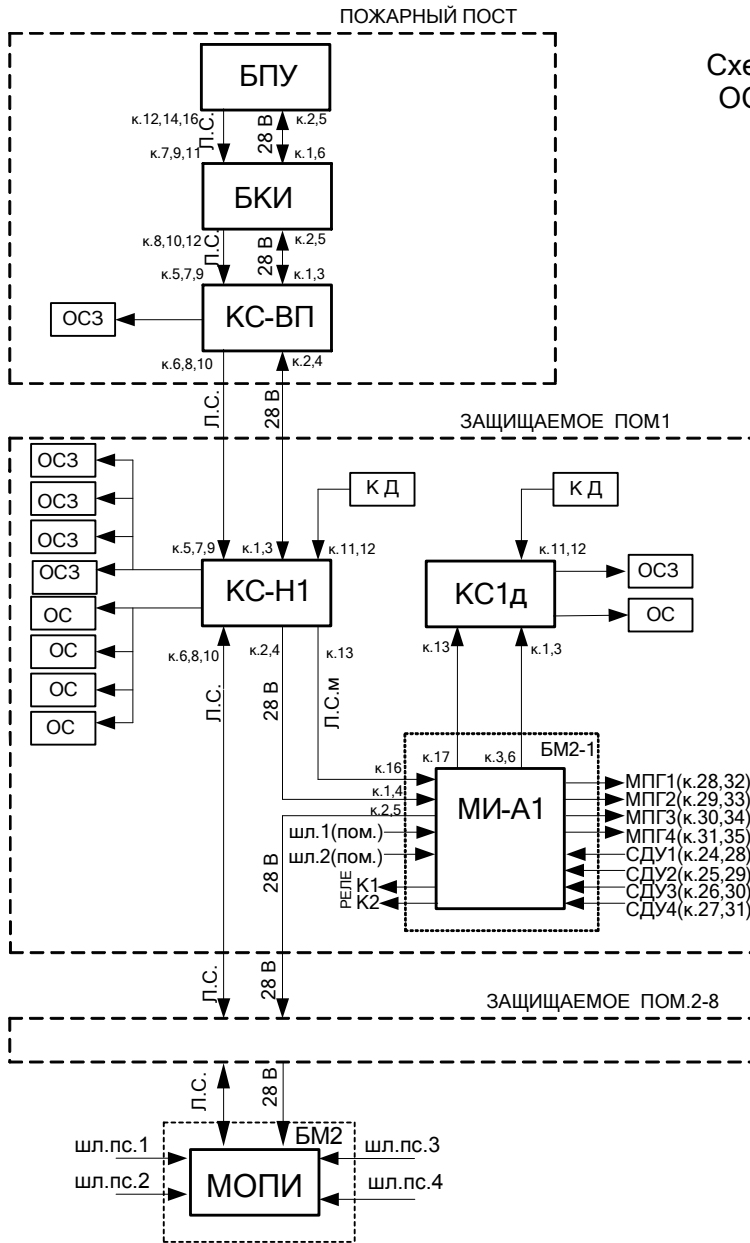 ПОЖАРНЫЙ ПОСТ
Схе
ОС
БПУ
к.12,14,16
Л.С.
28 В
к.2,5
к.7,9,11
к.1,6
БКИ
к.8,10,12
Л.С.
28 В
к.2,5
к.5,7,9
к.1,3
КС-ВП
ОСЗ
к.6,8,10
к.2,4
Л.С.
28 В
ЗАЩИЩАЕМОЕ ПОМ1
ОСЗ
ОСЗ
ОСЗ
ОСЗ
ОС
ОС
ОС
ОС
К Д
К Д
к.5,7,9
к.1,3
к.11,12
к.11,12
КС-Н1
КС1д
ОСЗ
ОС
к.6,8,10
к.2,4
к.13
к.13
к.1,3
Л.С.
28 В
Л.С.м
БМ2-1
к.17
к.3,6
к.16
к.1,4
к.2,5
МИ-А1
шл.1(пом.)
шл.2(пом.)
РЕЛЕ
К1
К2
МПГ1(к.28,32)
МПГ2(к.29,33)
МПГ3(к.30,34)
МПГ4(к.31,35)
СДУ1(к.24,28)
СДУ2(к.25,29)
СДУ3(к.26,30)
СДУ4(к.27,31)
28 В
Л.С.
28 В
ЗАЩИЩАЕМОЕ ПОМ.2-8
Л.С.
28 В
БМ2
шл.пс.1
шл.пс.2
МОПИ
шл.пс.3
шл.пс.4